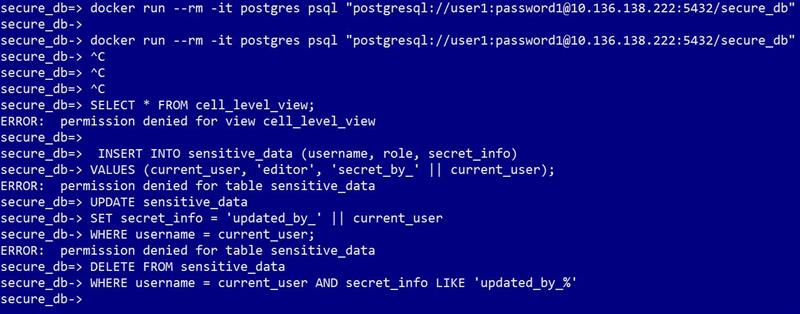 secure_db=> docker run --rm -it postgres psql "postgresql://user1:password1@10.136.138.222:5432/secure_db"
secure_db->
secure_db=> docker run --rm -it postgres psql "postgresql://user1:password1@10.136.138.222:5432/secure_db"
secure_db=> ^C
secure_db=> ^C
secure_db=> ^C
secure_db=> SELECT * FROM cell_level_view;
ERROR:  permission denied for view cell_level_view
secure_db=>
secure_db=>  INSERT INTO sensitive_data (username, role, secret_info)
secure_db-> VALUES (current_user, 'editor', 'secret_by_' || current_user);
ERROR:  permission denied for table sensitive_data
secure_db=> UPDATE sensitive_data
secure_db-> SET secret_info = 'updated_by_' || current_user
secure_db-> WHERE username = current_user;
ERROR:  permission denied for table sensitive_data
secure_db=> DELETE FROM sensitive_data
secure_db-> WHERE username = current_user AND secret_info LIKE 'updated_by_%'
secure_db->